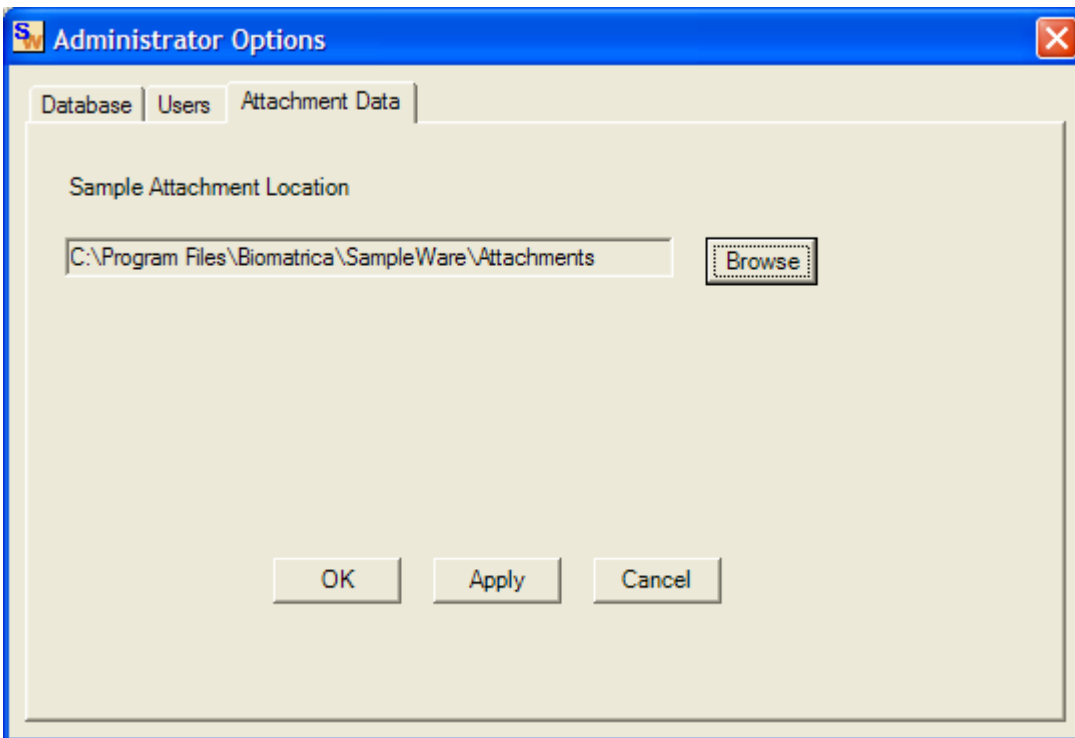 SW Administrator Options
Database Users Attachment Data
Sample Attachment Location
C:\Program Files\Biomatrica\SampleWare\Attachments Browse
OK Apply Cancel